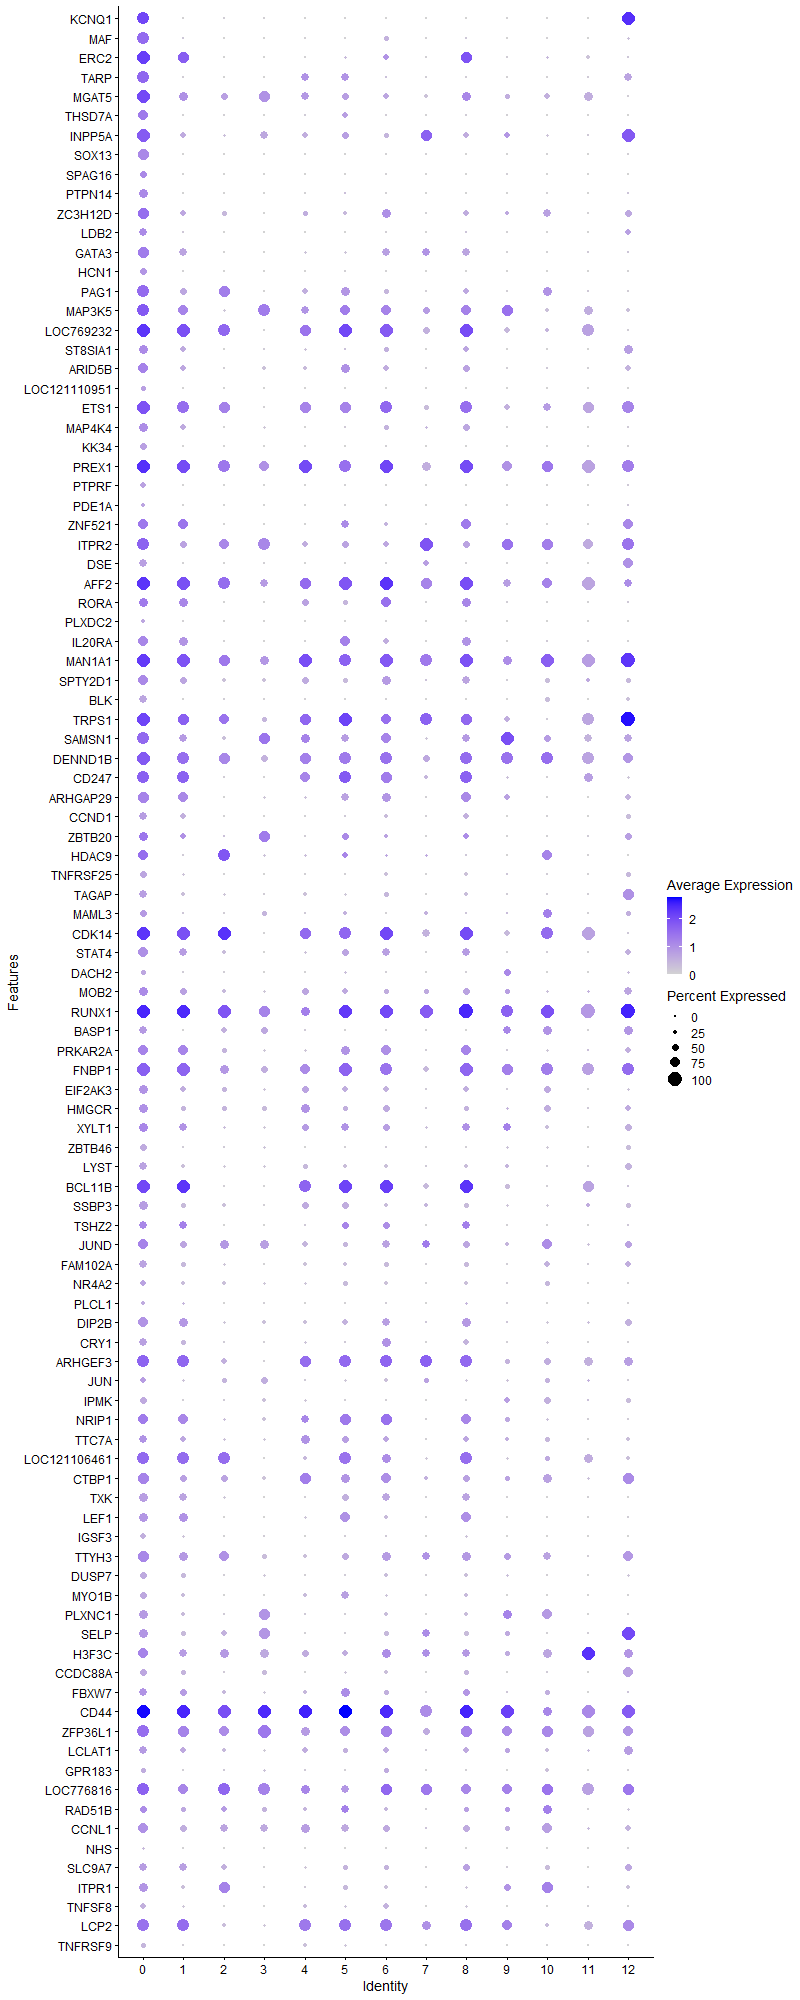 KCNQ1
MAF
ERC2
TARP
MGAT5
THSD7A
INPP5A
SOX13
SPAG16
PTPN14
ZC3H12D
LDB2
GATA3
HCN1
PAG1
MAP3K5
LOC769232
ST8SIA1
ARID5B
LOC121110951
ETS1
MAP4K4
KK34
PREX1
PTPRF
PDE1A
ZNF521
ITPR2
DSE
AFF2
RORA
PLXDC2
IL20RA
MAN1A1
SPTY2D1
BLK
TRPS1
SAMSN1
DENND1B
CD247
ARHGAP29
CCND1
ZBTB20
HDAC9
TNFRSF25
TAGAP
MAML3
CDK14
STAT4
DACH2
MOB2
RUNX1
BASP1
PRKAR2A
FNBP1
EIF2AK3
HMGCR
XYLT1
ZBTB46
LYST
BCL11B
SSBP3
TSHZ2
JUND
FAM102A
NR4A2
PLCL1
DIP2B
CRY1
ARHGEF3
JUN
IPMK
NRIP1
TTC7A
LOC121106461
CTBP1
TXK
LEF1
IGSF3
TTYH3
DUSP7
MYO1B
PLXNC1
SELP
H3F3C
CCDC88A
FBXW7
CD44
ZFP36L1
LCLAT1
GPR183
LOC776816
RAD51B
CCNL1
NHS
SLC9A7
ITPR1
TNFSF8
LCP2
TNFRSF9
Features
0 1 2 3 4 5 6 7 8 9 10 11 12
Identity
Average Expression
2
1
0
Percent Expressed
0
25
50
75
100